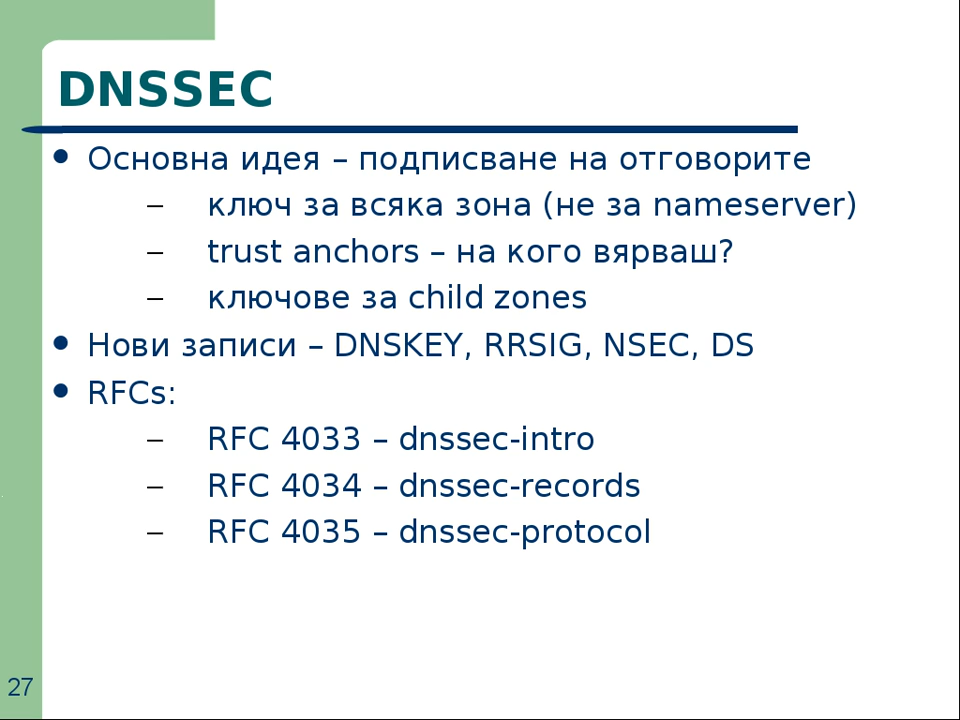 DNSSEC
● Основна идея – подписване на отговорите
– ключ за всяка зона (не за nameserver)
– trust anchors – на кого вярваш?
– ключове за child zones
● Нови записи – DNSKEY, RRSIG, NSEC, DS
● RFCs:
– RFC 4033 – dnssec-intro
– RFC 4034 – dnssec-records
– RFC 4035 – dnssec-protocol
27